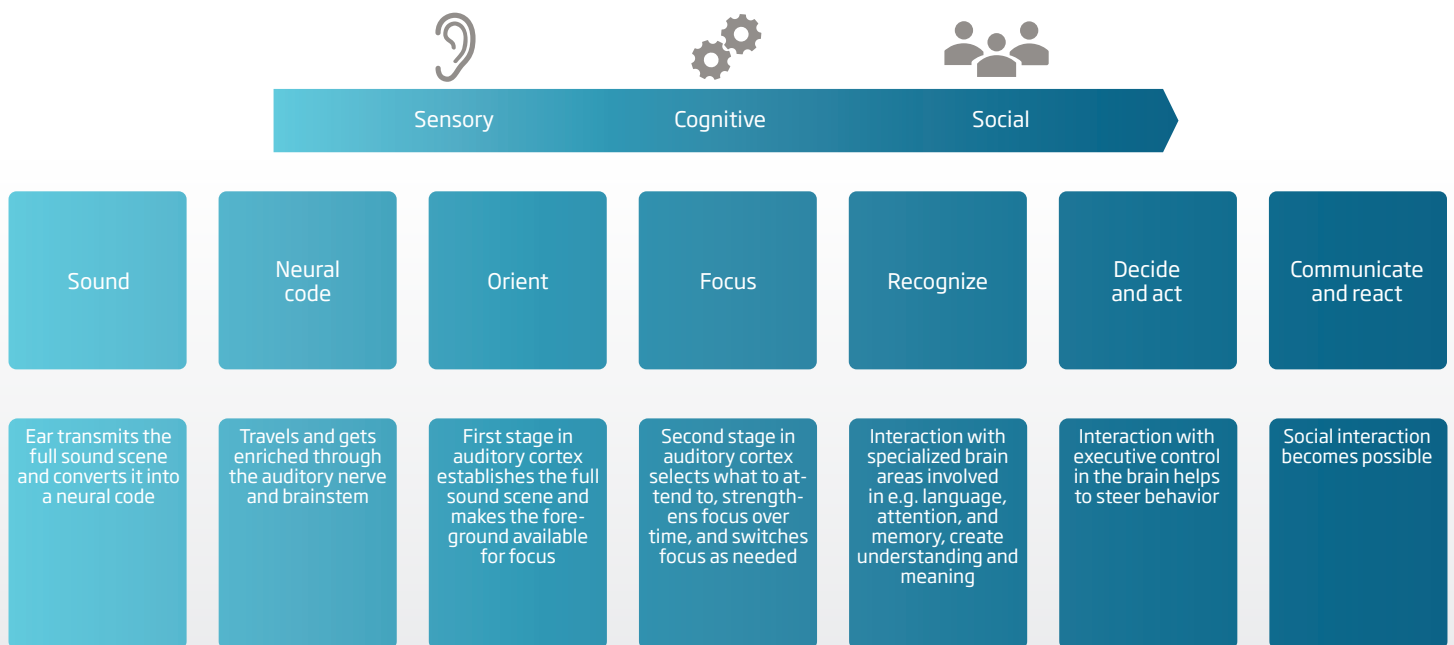 Sensory
Cognitive
Social
Sound
Neural
code
Orient
Focus
Recognize
Decide
and act
Communicate
and react
Ear transmits the
full sound scene
and converts it into
a neural code
Travels and gets
enriched through
the auditory nerve
and brainstem
First stage in
auditory cortex
establishes the full
sound scene and
makes the fore-
ground available
for focus
Second stage in
auditory cortex
selects what to at-
tend to, strength-
ens focus over
time, and switches
focus as needed
Interaction with
specialized brain
areas involved
in e.g. language,
attention, and
memory, create
understanding and
meaning
Interaction with
executive control
in the brain helps
to steer behavior
Social interaction
becomes possible